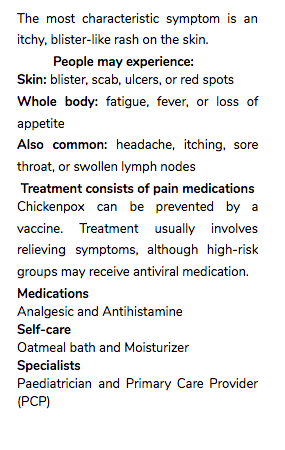 The most characteristic symptom is an
itchy, blister-like rash on the skin.
People may experience:
Skin: blister, scab, ulcers, or red spots
Whole body: fatigue, fever, or loss of
appetite
Also common: headache, itching, sore
throat, or swollen lymph nodes
Treatment consists of pain medications
Chickenpox can be prevented by a
vaccine. Treatment usually involves
relieving symptoms, although high-risk
groups may receive antiviral medication.
Medications
Analgesic and Antihistamine
Self-care
Oatmeal bath and Moisturizer
Specialists
Paediatrician and Primary Care Provider
(PCP)